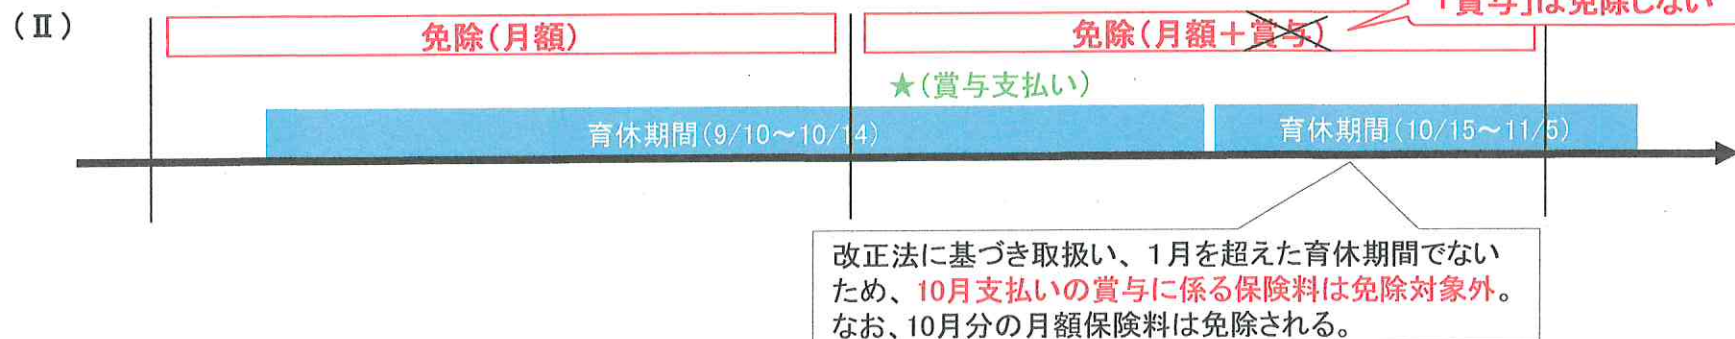 (Ⅱ)
「賞与」は免除しない
免除(月額)
免除(月額＋賞与)
★(賞与支払い)
育休期間(9/10～10/14)
育休期間(10/15～11/5)
改正法に基づき取扱い、1月を超えた育休期間でない
ため、10月支払いの賞与に係る保険料は免除対象外。
なお、10月分の月額保険料は免除される。